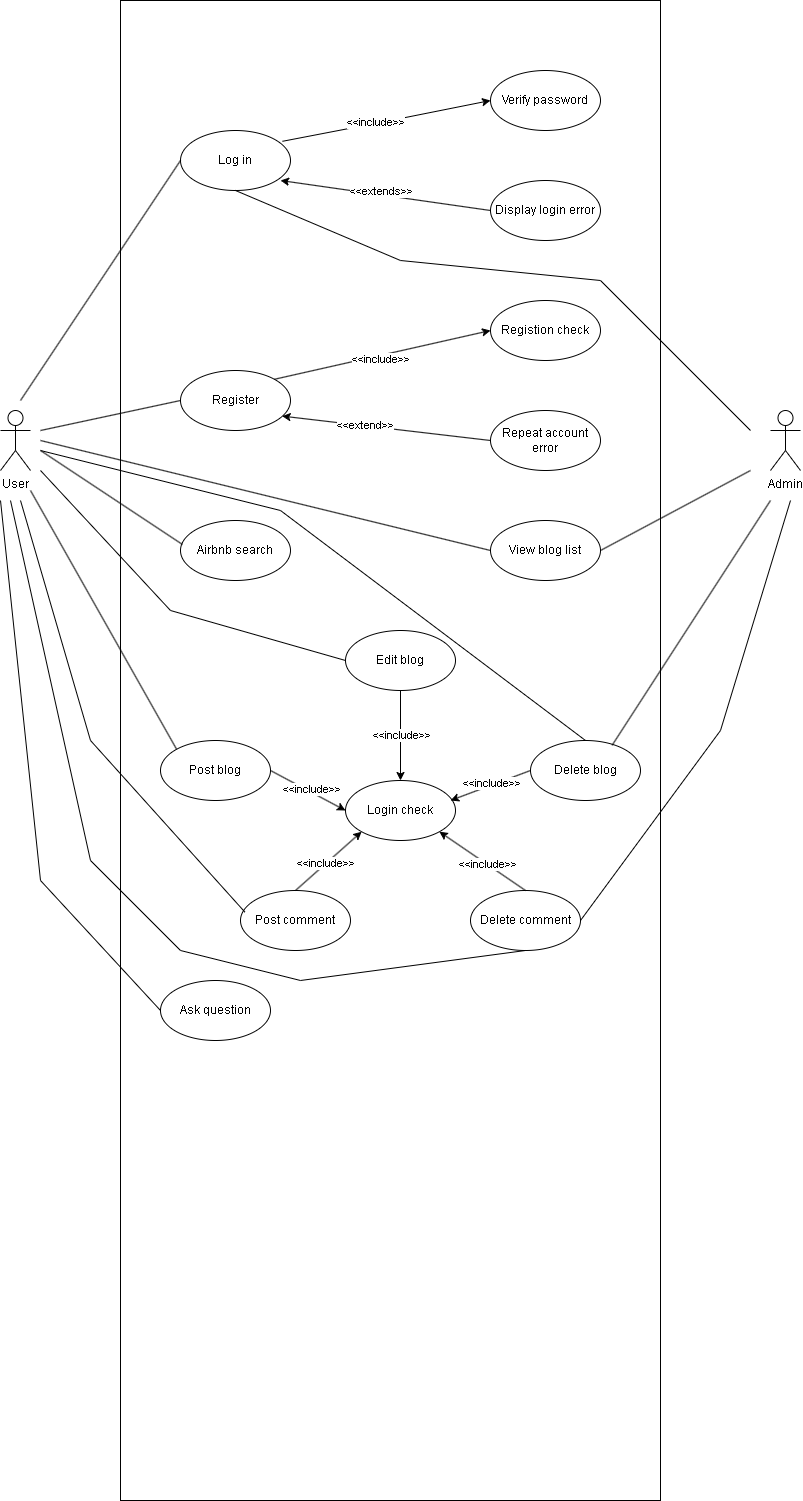 Verify password
<<include>>
Log in
<<extends>>
Display login error
Registion check
<<include>>
Register
<<extend>>
Repeat account
error
User
Admin
Airbnb search
View blog list
Edit blog
<<include>>
Post blog
<<include>>
<<include>>
Delete blog
Login check
<<include>>
<<include>>
Post comment
Delete comment
Ask question